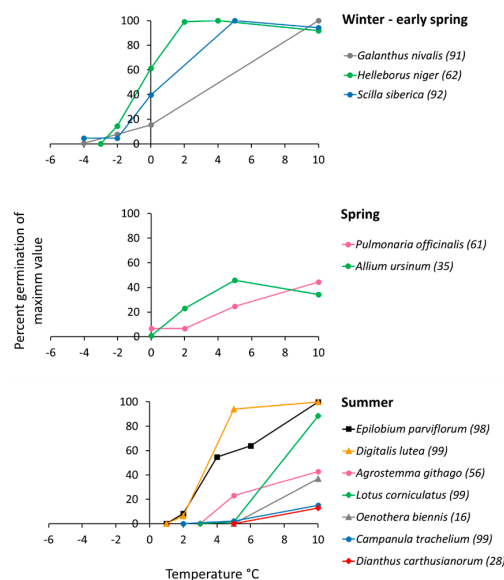 Winter - early spring
100
80
60
40
20
0
-6 -4 -2 0 2 4 6 8 10
Galanthus nivalis (91)
Helleborus niger (62)
Scilla siberica (92)
Percent germination of
maximm value
Spring
100
80
60
40
20
0
-6 -4 -2 0 2 4 6 8 10
Pulmonaria officinalis (61)
Allium ursinum (35)
Summer
100
80
60
40
20
0
-6 -4 -2 0 2 4 6 8 10
Epilobium parviflorum (98)
Digitalis lutea (99)
Agrostemma githago (56)
Lotus corniculatus (99)
Oenothera biennis (16)
Campanula trachelium (99)
Dianthus carthusianorum (28)
Temperature °C